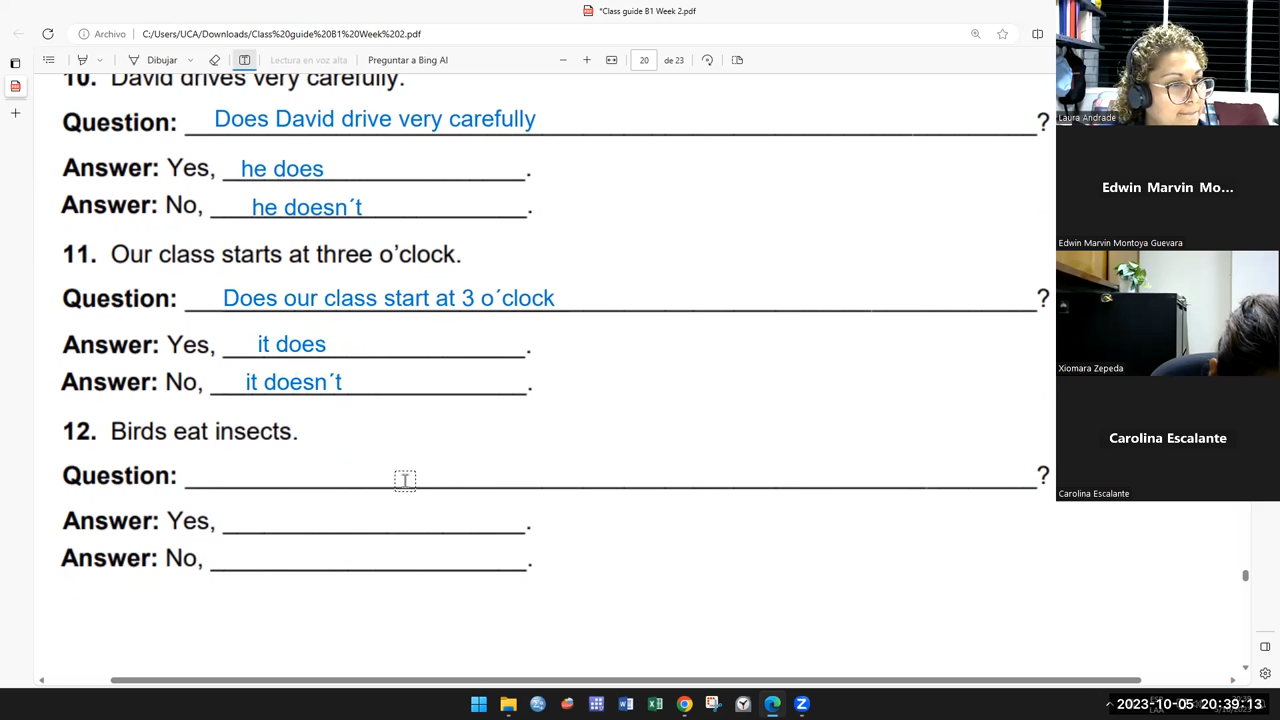 *Class guide B1 Week 2.pdf
Archivo C:/Users/UCA/Downloads/Class%20guide%20B1%20Week%202.pdf
Dibujar Lectura en voz alta Preguntar a Bing AI 20 de 23
10. David drives very carefully.
Question: Does David drive very carefully ?
Answer: Yes, he does .
Answer: No, he doesn´t .
11. Our class starts at three o’clock.
Question: Does our class start at 3 o´clock ?
Answer: Yes, it does .
Answer: No, it doesn´t .
12. Birds eat insects.
Question: ?
Answer: Yes, .
Answer: No, .
Laura Andrade
Edwin Marvin Mo...
Edwin Marvin Montoya Guevara
Xiomara Zepeda
Carolina Escalante
Carolina Escalante
2023-10-05 20:39:13